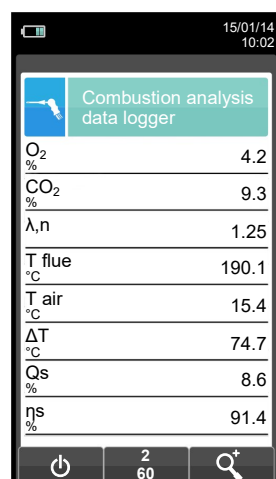 15/01/14
10:02
Combustion analysis
data logger
O₂
%
4.2
CO₂
%
9.3
λ,n
1.25
T flue
°C
190.1
T air
°C
15.4
ΔT
°C
74.7
Qs
%
8.6
ηs
%
91.4
2
60